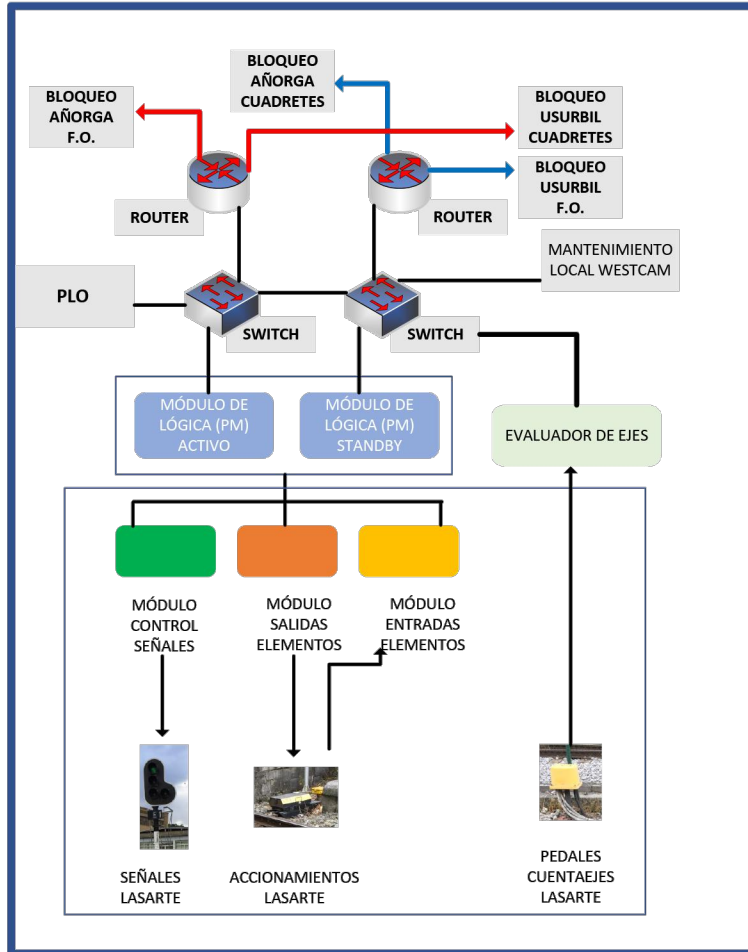 BLOQUEO
AÑORGA
CUADRETES
BLOQUEO
AÑORGA
F.O.
BLOQUEO
USURBIL
CUADRETES
BLOQUEO
USURBIL
F.O.
ROUTER
ROUTER
MANTENIMIENTO
LOCAL WESTCAM
PLO
SWITCH
SWITCH
MÓDULO DE
LÓGICA (PM)
ACTIVO
MÓDULO DE
LÓGICA (PM)
STANDBY
EVALUADOR DE EJES
MÓDULO
CONTROL
SEÑALES
MÓDULO
SALIDAS
ELEMENTOS
MÓDULO
ENTRADAS
ELEMENTOS
SEÑALES
LASARTE
ACCIONAMIENTOS
LASARTE
PEDALES
CUENTAEJES
LASARTE